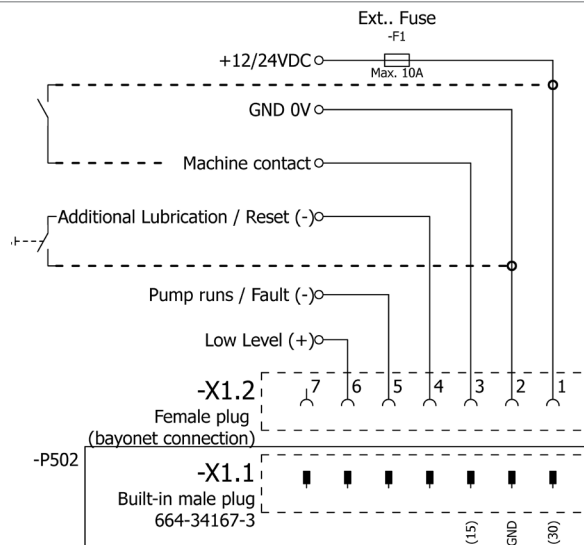 Ext.. Fuse
-F1
+12/24VDC
Max. 10A
GND 0V
Machine contact
Additional Lubrication / Reset (-)
Pump runs / Fault (-)
Low Level (+)
-X1.2
7 6 5 4 3 2 1
Female plug
(bayonet connection)
-P502
-X1.1
Built-in male plug
664-34167-3
(15)
GND
(30)